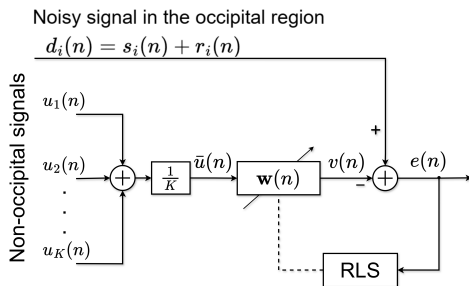 Noisy signal in the occipital region
d_i(n) = s_i(n) + r_i(n)
Non-occipital signals
u_1(n)
u_2(n)
.
.
.
u_K(n)
+
1/K
ū(n)
w(n)
v(n)
+
−
+
e(n)
RLS